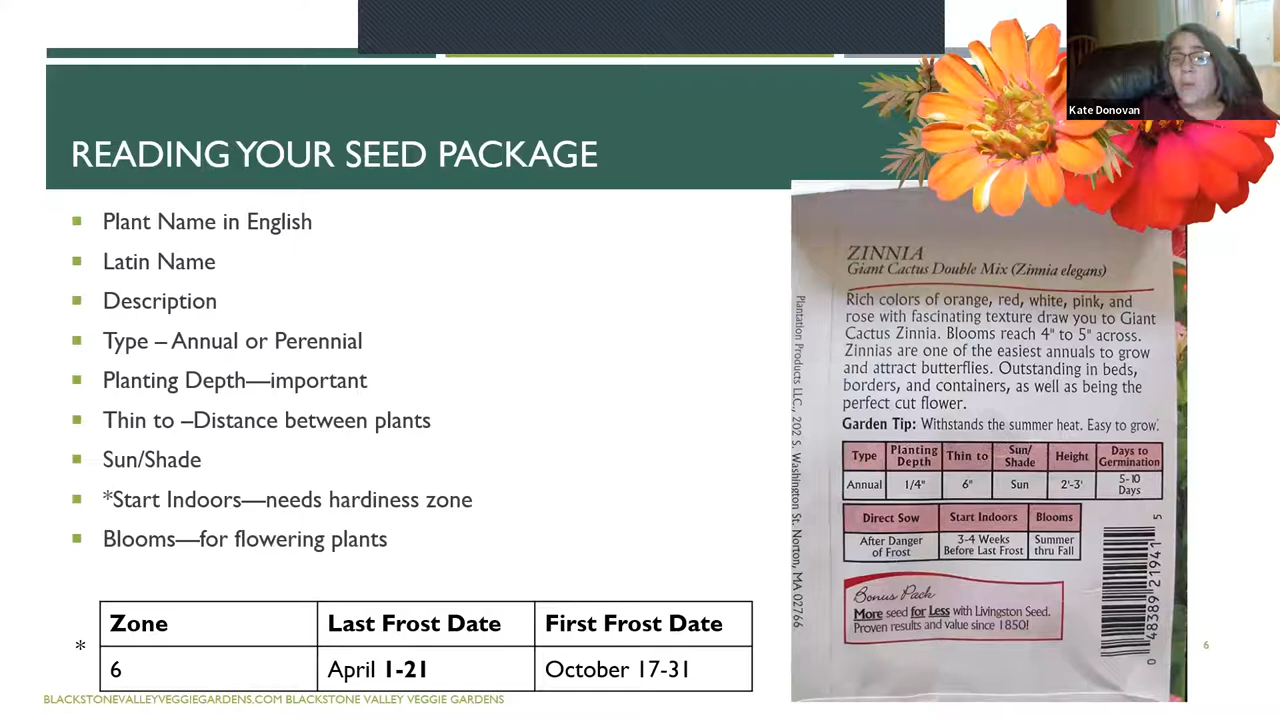 Kate Donovan
READING YOUR SEED PACKAGE
Plant Name in English
Latin Name
Description
Type – Annual or Perennial
Planting Depth—important
Thin to –Distance between plants
Sun/Shade
*Start Indoors—needs hardiness zone
Blooms—for flowering plants
* Zone Last Frost Date First Frost Date
6 April 1-21 October 17-31
BLACKSTONEVALLEYVEGGIEGARDENS.COM BLACKSTONE VALLEY VEGGIE GARDENS
6
Plantation Products LLC., 202 S. Washington St. Norton, MA 02766
ZINNIA
Giant Cactus Double Mix (Zinnia elegans)
Rich colors of orange, red, white, pink, and
rose with fascinating texture draw you to Giant
Cactus Zinnia. Blooms reach 4" to 5" across.
Zinnias are one of the easiest annuals to grow
and attract butterflies. Outstanding in beds,
borders, and containers, as well as being the
perfect cut flower.
Garden Tip: Withstands the summer heat. Easy to grow.
Type Planting Depth Thin to Sun/ Shade Height Days to Germination
Annual 1/4" 6" Sun 2'-3' 5-10 Days
Direct Sow Start Indoors Blooms
After Danger of Frost 3-4 Weeks Before Last Frost Summer thru Fall
Bonus Pack
More seed for Less with Livingston Seed.
Proven results and value since 1850!
0 48389 21941 5